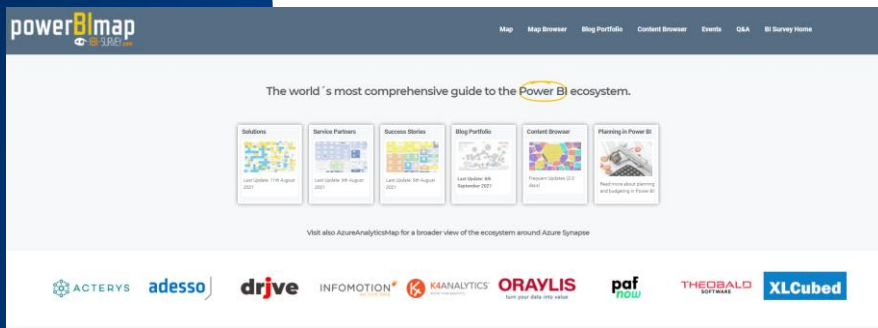 powerBImap
BI SURVEY.com
Map Map Browser Blog Portfolio Content Browser Events Q&A BI Survey Home
The world´s most comprehensive guide to the Power BI ecosystem.
Solutions
Last Update: 11th August
2021
Service Partners
Last Update: 9th August
2021
Success Stories
Last Update: 9th August
2021
Blog Portfolio
Last Update: 6th
September 2021
Content Browser
Frequent Updates (2-3
days)
Planning in Power BI
Read more about planning
and budgeting in Power BI
Visit also AzureAnalyticsMap for a broader view of the ecosystem around Azure Synapse
ACTERYS
adesso
drjve
INFOMOTION
K4ANALYTICS
ORAYLIS
turn your data into value
paf
now
THEOBALD
SOFTWARE
XLCubed